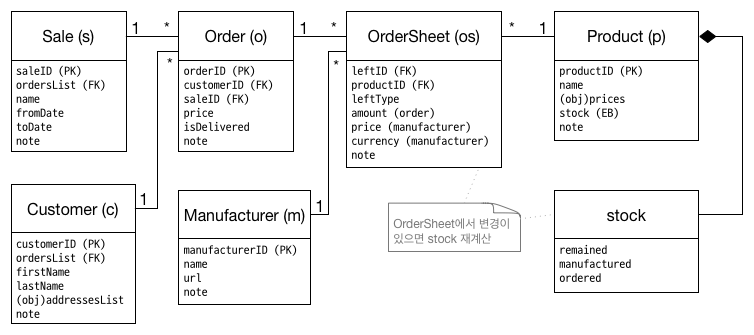 Sale (s)
saleID (PK)
ordersList (FK)
name
fromDate
toDate
note
1
*
Order (o)
orderID (PK)
customerID (FK)
saleID (FK)
price
isDelivered
note
*
1
*
OrderSheet (os)
leftID (FK)
productID (FK)
leftType
amount (order)
price (manufacturer)
currency (manufacturer)
note
*
*
1
Product (p)
productID (PK)
name
(obj)prices
stock (EB)
note
Customer (c)
customerID (PK)
ordersList (FK)
firstName
lastName
(obj)addressesList
note
1
Manufacturer (m)
manufacturerID (PK)
name
url
note
1
OrderSheet에서 변경이
있으면 stock 재계산
stock
remained
manufactured
ordered